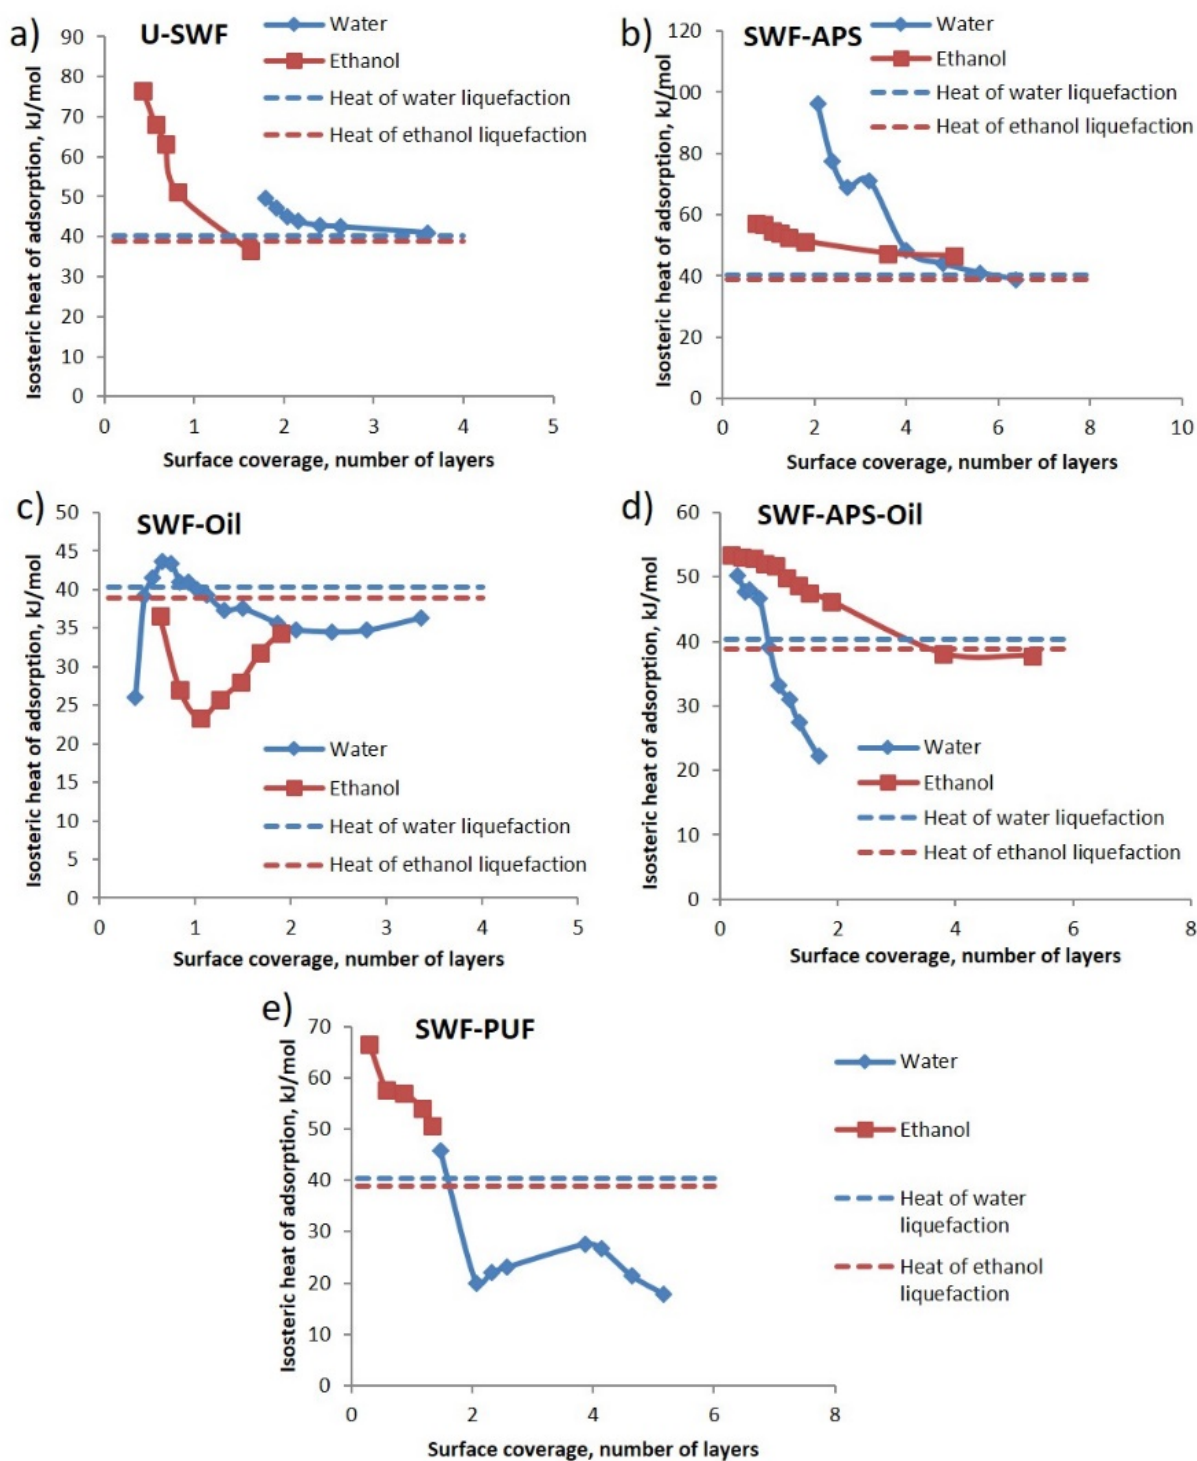 a)
U-SWF
Water
Ethanol
Heat of water liquefaction
Heat of ethanol liquefaction
Isosteric heat of adsorption, kJ/mol
90
80
70
60
50
40
30
20
10
0
0 1 2 3 4 5
Surface coverage, number of layers
b)
SWF-APS
Water
Ethanol
Heat of water liquefaction
Heat of ethanol liquefaction
Isosteric heat of adsorption, kJ/mol
120
100
80
60
40
20
0
0 2 4 6 8 10
Surface coverage, number of layers
c)
SWF-Oil
Isosteric heat of adsorption, kJ/mol
50
45
40
35
30
25
20
15
10
5
0
Water
Ethanol
Heat of water liquefaction
Heat of ethanol liquefaction
0 1 2 3 4 5
Surface coverage, number of layers
d)
SWF-APS-Oil
Isosteric heat of adsorption, kJ/mol
60
50
40
30
20
10
0
Water
Ethanol
Heat of water liquefaction
Heat of ethanol liquefaction
0 2 4 6 8
Surface coverage, number of layers
e)
SWF-PUF
Isosteric heat of adsorption, kJ/mol
70
60
50
40
30
20
10
0
Water
Ethanol
Heat of water
liquefaction
Heat of ethanol
liquefaction
0 2 4 6 8
Surface coverage, number of layers